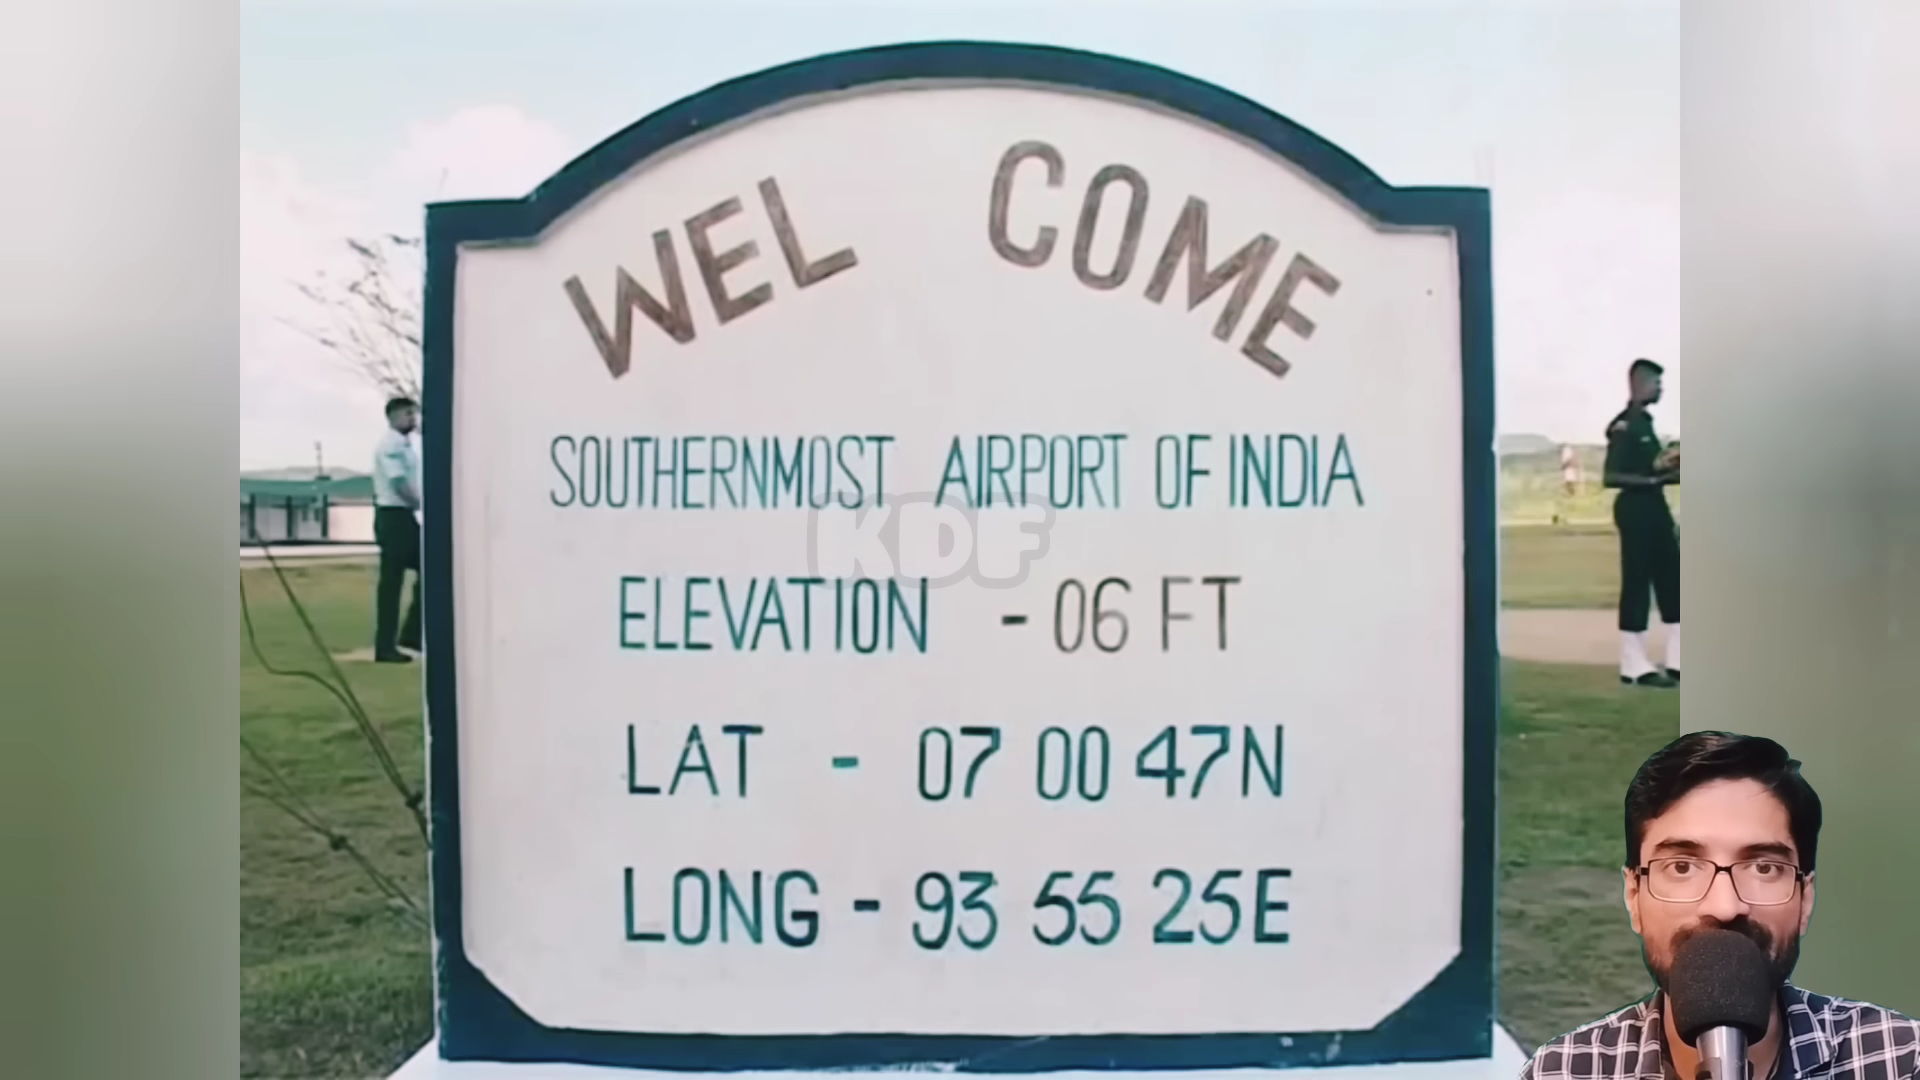 WEL COME
SOUTHERNMOST AIRPORT OF INDIA
KDF
ELEVATION - 06 FT
LAT - 07 00 47N
LONG - 93 55 25E